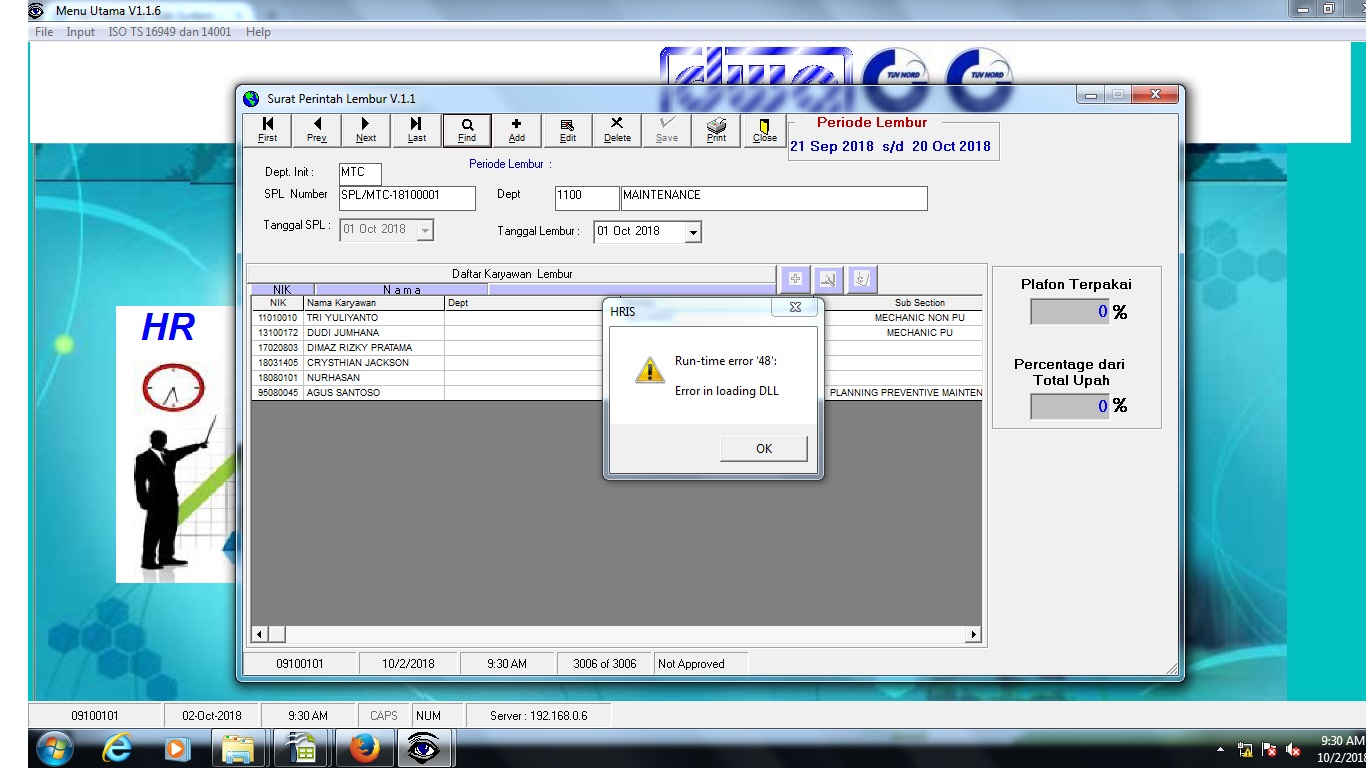 Menu Utama V1.1.6
File Input ISO TS 16949 dan 14001 Help
dwa TUV NORD TUV NORD
Surat Perintah Lembur V.1.1
First Prev Next Last Find Add Edit Delete Save Print Close
Periode Lembur
21 Sep 2018 s/d 20 Oct 2018
Dept. Init : MTC Periode Lembur :
SPL Number SPL/MTC-18100001 Dept 1100 MAINTENANCE
Tanggal SPL : 01 Oct 2018 Tanggal Lembur : 01 Oct 2018
Daftar Karyawan Lembur
NIK N a m a
NIK Nama Karyawan Dept Sub Section
11010010 TRI YULIYANTO MECHANIC NON PU
13100172 DUDI JUMHANA MECHANIC PU
17020803 DIMAZ RIZKY PRATAMA
18031405 CRYSTHIAN JACKSON
18080101 NURHASAN
95080045 AGUS SANTOSO PLANNING PREVENTIVE MAINTEN
HRIS
Run-time error '48':
Error in loading DLL
OK
Plafon Terpakai
0 %
Percentage dari
Total Upah
0 %
HR
09100101 10/2/2018 9:30 AM 3006 of 3006 Not Approved
09100101 02-Oct-2018 9:30 AM CAPS NUM Server : 192.168.0.6
9:30 AM
10/2/201